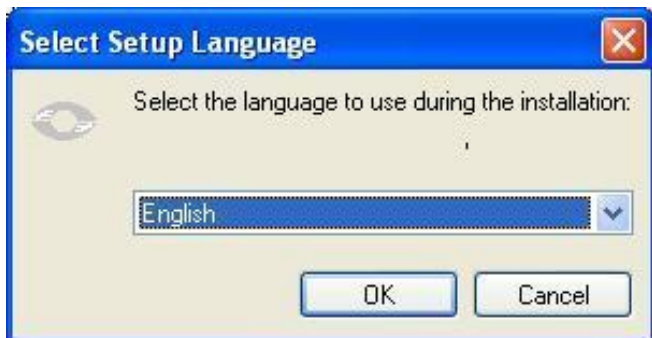 Select Setup Language
Select the language to use during the installation:
English
OK
Cancel